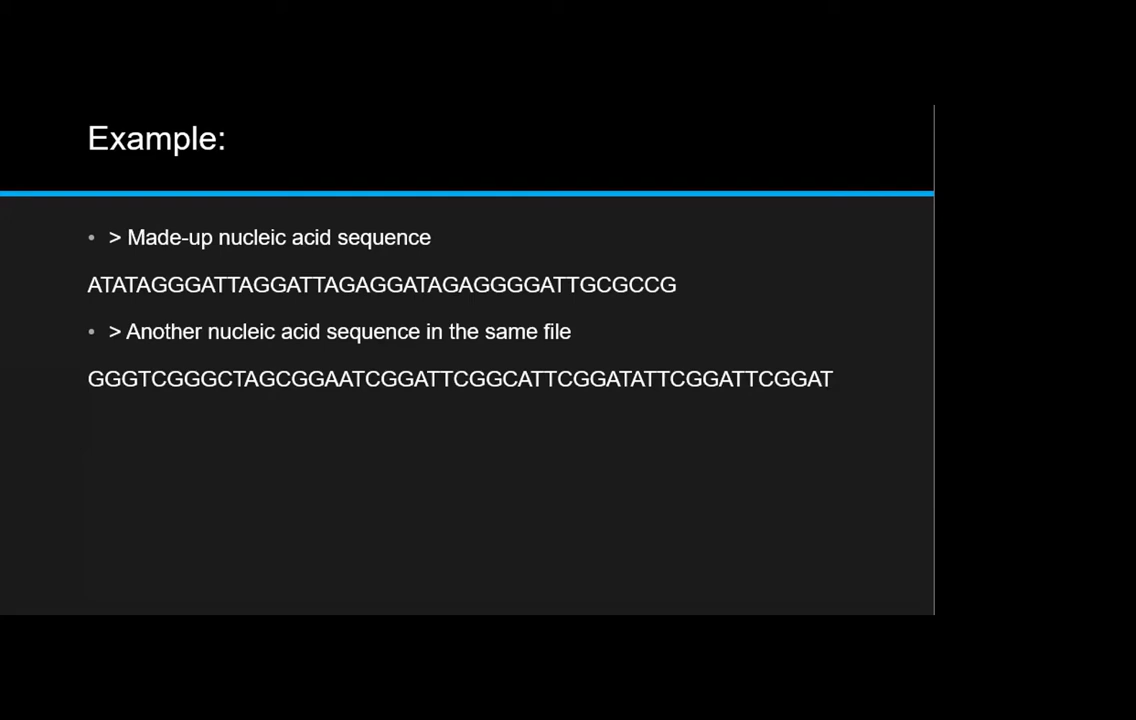 Example:
• > Made-up nucleic acid sequence
ATATAGGGATTAGGATTAGAGGATAGAGGGGATTGCGCCG
• > Another nucleic acid sequence in the same file
GGGTCGGGCTAGCGGAATCGGATTCGGCATTCGGATATTCGGATTCGGAT